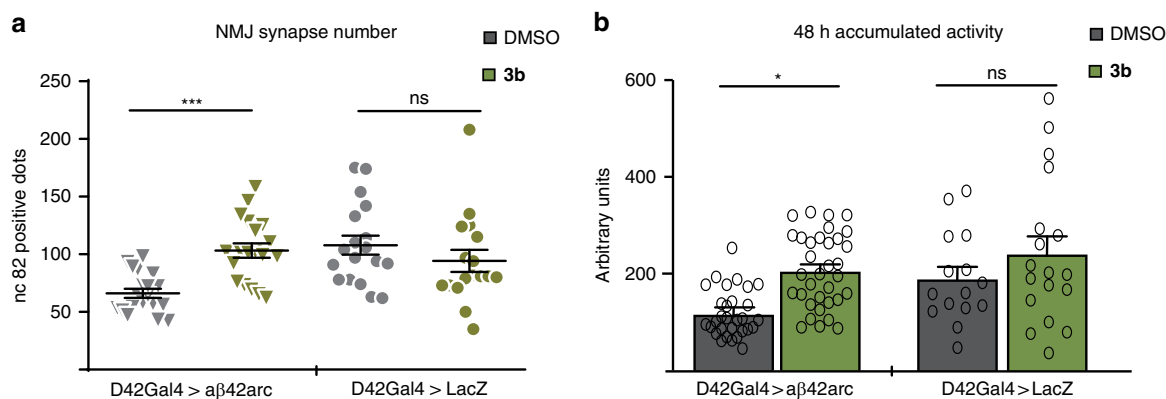 a
NMJ synapse number
DMSO
3b
nc 82 positive dots
250
200
150
100
50
***
ns
D42Gal4 > aβ42arc
D42Gal4 > LacZ
b
48 h accumulated activity
DMSO
3b
Arbitrary units
600
400
200
*
ns
D42Gal4 > aβ42arc
D42Gal4 > LacZ